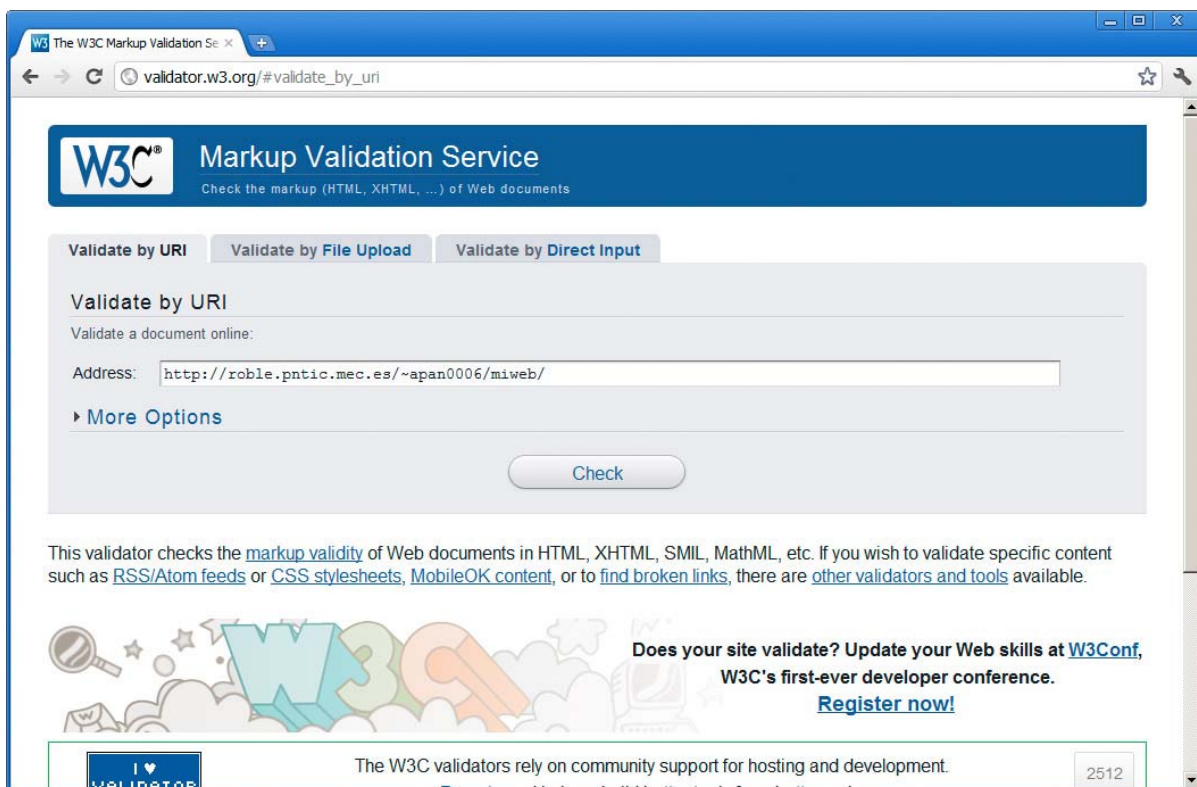 W3 The W3C Markup Validation Se
validator.w3.org/#validate_by_uri
W3C® Markup Validation Service
Check the markup (HTML, XHTML, ...) of Web documents
Validate by URI Validate by File Upload Validate by Direct Input
Validate by URI
Validate a document online:
Address: http://roble.pntic.mec.es/~apan0006/miweb/
More Options
Check
This validator checks the markup validity of Web documents in HTML, XHTML, SMIL, MathML, etc. If you wish to validate specific content
such as RSS/Atom feeds or CSS stylesheets, MobileOK content, or to find broken links, there are other validators and tools available.
W3C
Does your site validate? Update your Web skills at W3Conf,
W3C's first-ever developer conference.
Register now!
I ♥
VALIDATOR
The W3C validators rely on community support for hosting and development.
2512